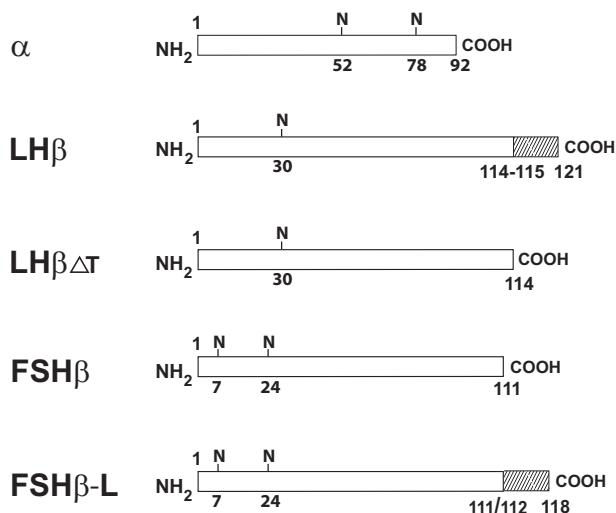 1 N N
α NH2 COOH
52 78 92
1 N
LHβ NH2 COOH
30 114-115 121
1 N
LHβΔT NH2 COOH
30 114
1 N N
FSHβ NH2 COOH
7 24 111
1 N N
FSHβ-L NH2 COOH
7 24 111/112 118